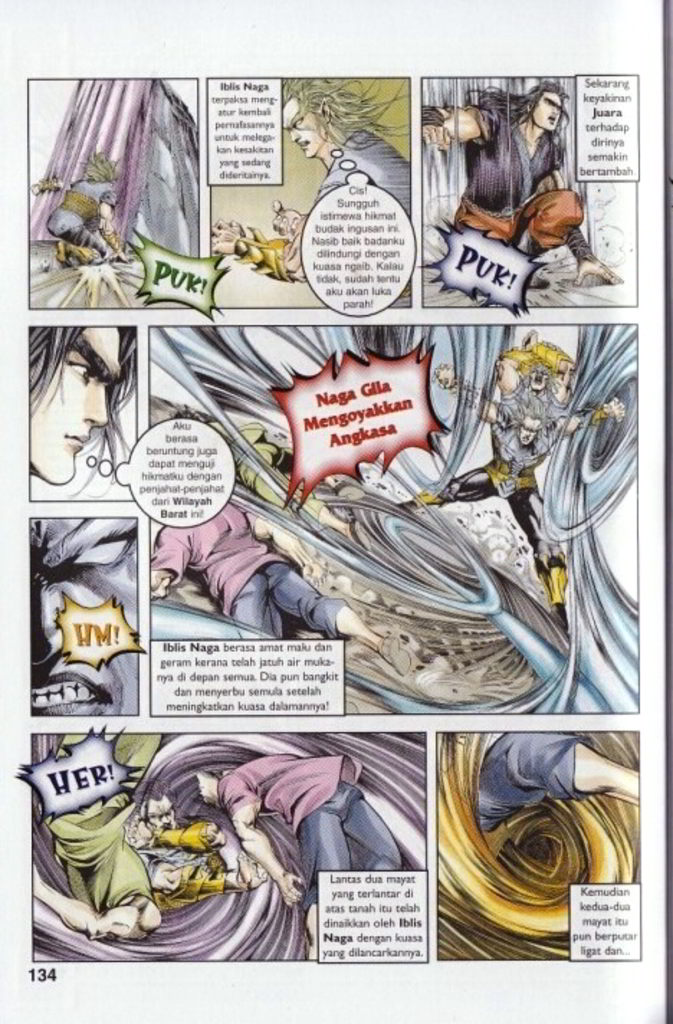 Iblis Naga
terpaksa meng-
atur kembali
pernafasannya
untuk melega-
kan kesakitan
yang sedang
dideritainya.
PUK!
Cis!
Sungguh
istimewa hikmat
budak ingusan ini.
Nasib baik badanku
dilindungi dengan
kuasa ngaib. Kalau
tak, sudah tentu
aku akan luka
parah!
Sekarang
keyakinan
Juara
terhadap
dirinya
semakin
bertambah
PUK!
Aku
berasa
beruntung juga
dapat menguji
hikmatku dengan
penjahat-penjahat
dari Wilayah
Barat ini!
Naga Gila
Mengoyakkan
Angkasa
HM!
Iblis Naga berasa amat malu dan
geram kerana telah jatuh air muka-
nya di depan semua. Dia pun bangkit
dan menyerbu semula setelah
meningkatkan kuasa dalamannya!
HER!
Lantas dua mayat
yang terlantar di
atas tanah itu telah
dinaikkan oleh Iblis
Naga dengan kuasa
yang dilancarkannya.
Kemudian
kedua-dua
mayat itu
pun berputar
ligat dan...
134